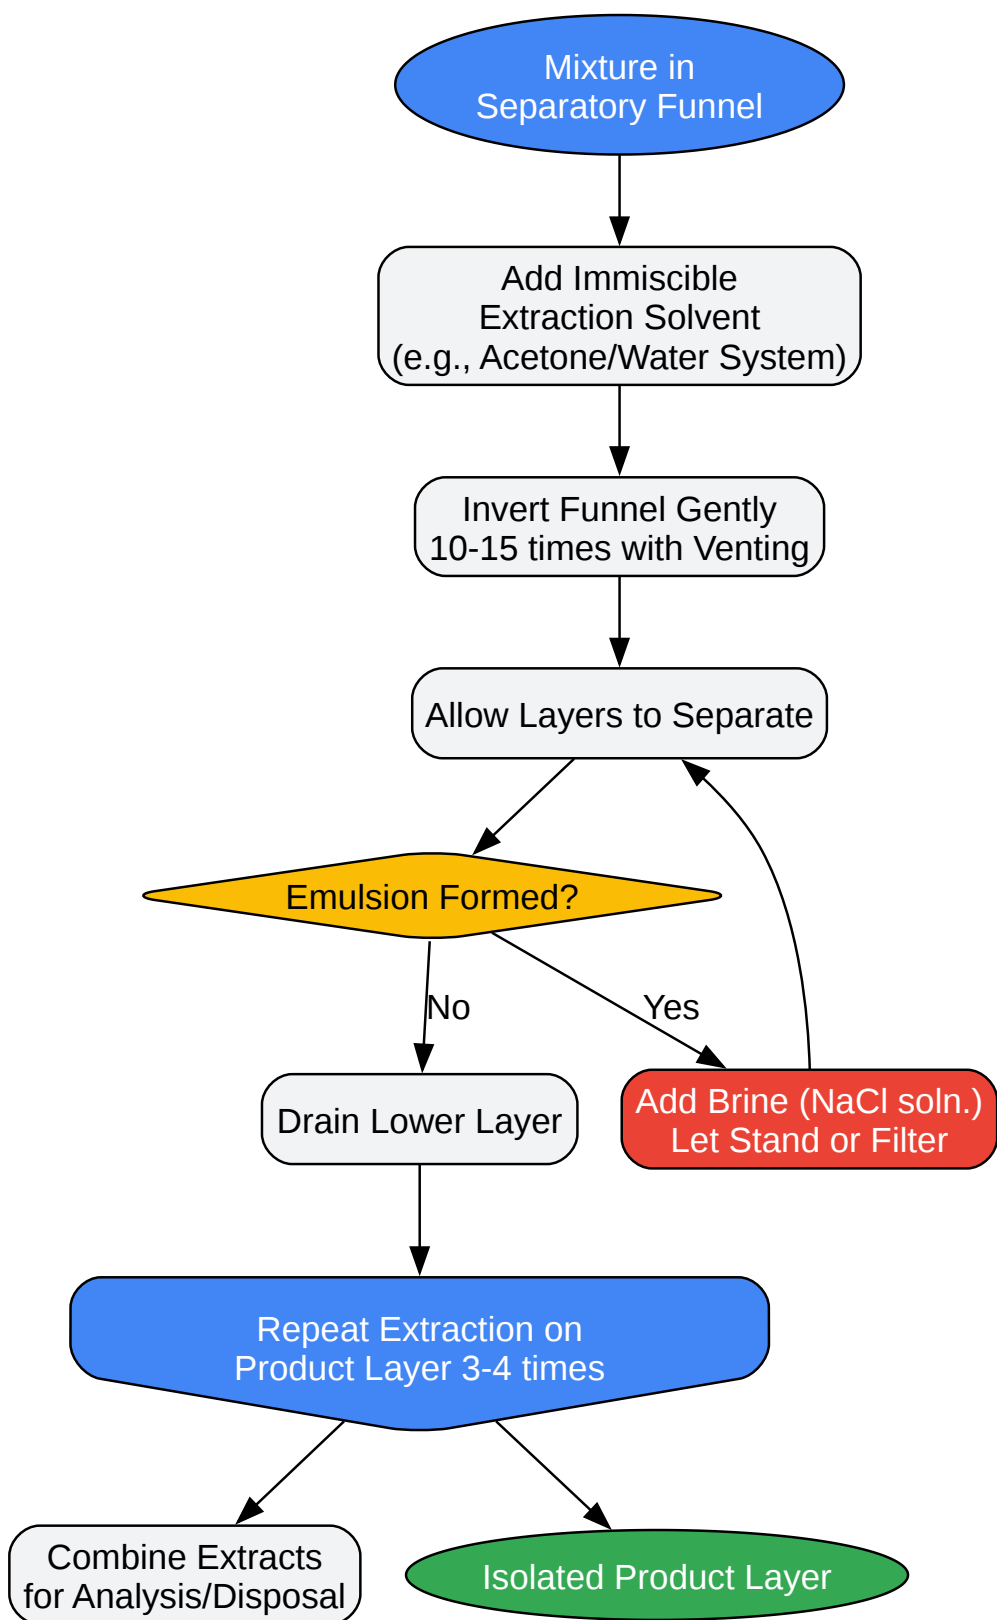 Mixture in
Separatory Funnel
Add Immiscible
Extraction Solvent
(e.g., Acetone/Water System)
Invert Funnel Gently
10-15 times with Venting
Allow Layers to Separate
Emulsion Formed?
No
Yes
Drain Lower Layer
Add Brine (NaCl soln.)
Let Stand or Filter
Repeat Extraction on
Product Layer 3-4 times
Combine Extracts
for Analysis/Disposal
Isolated Product Layer